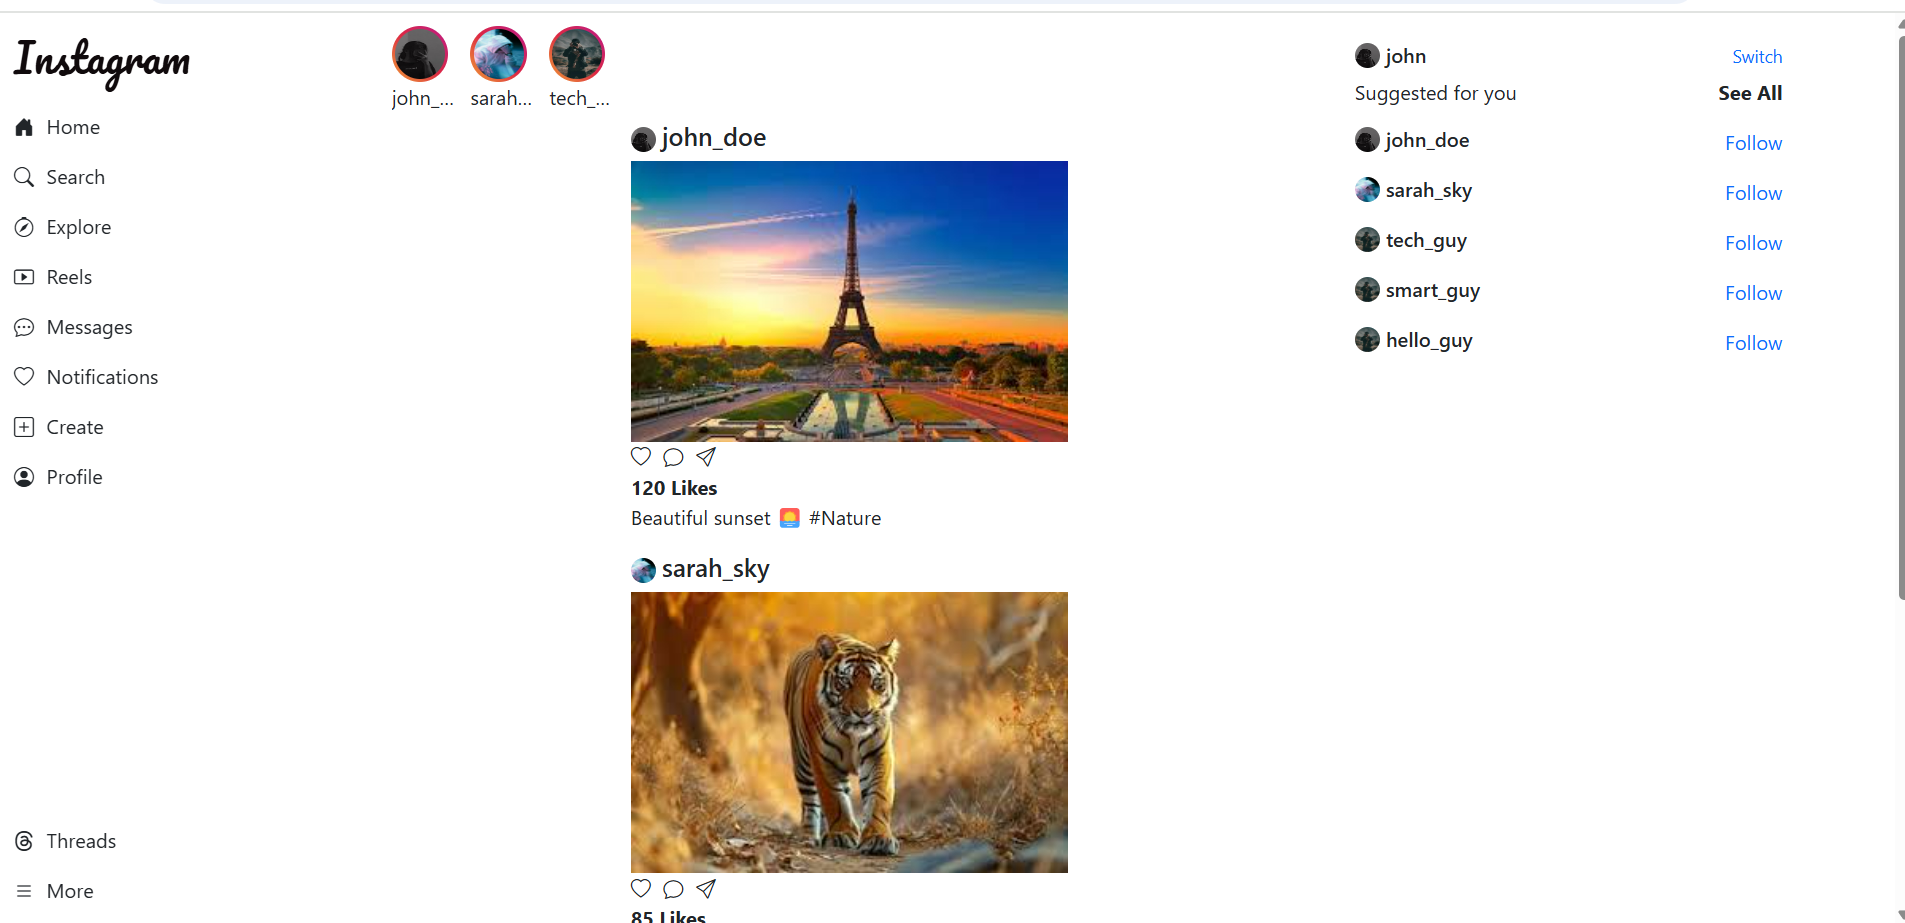 Instagram
Home
Search
Explore
Reels
Messages
Notifications
Create
Profile
Threads
More
john_...
sarah...
tech_...
john_doe
120 Likes
Beautiful sunset 🌅 #Nature
sarah_sky
85 Likes
john Switch
Suggested for you See All
john_doe Follow
sarah_sky Follow
tech_guy Follow
smart_guy Follow
hello_guy Follow